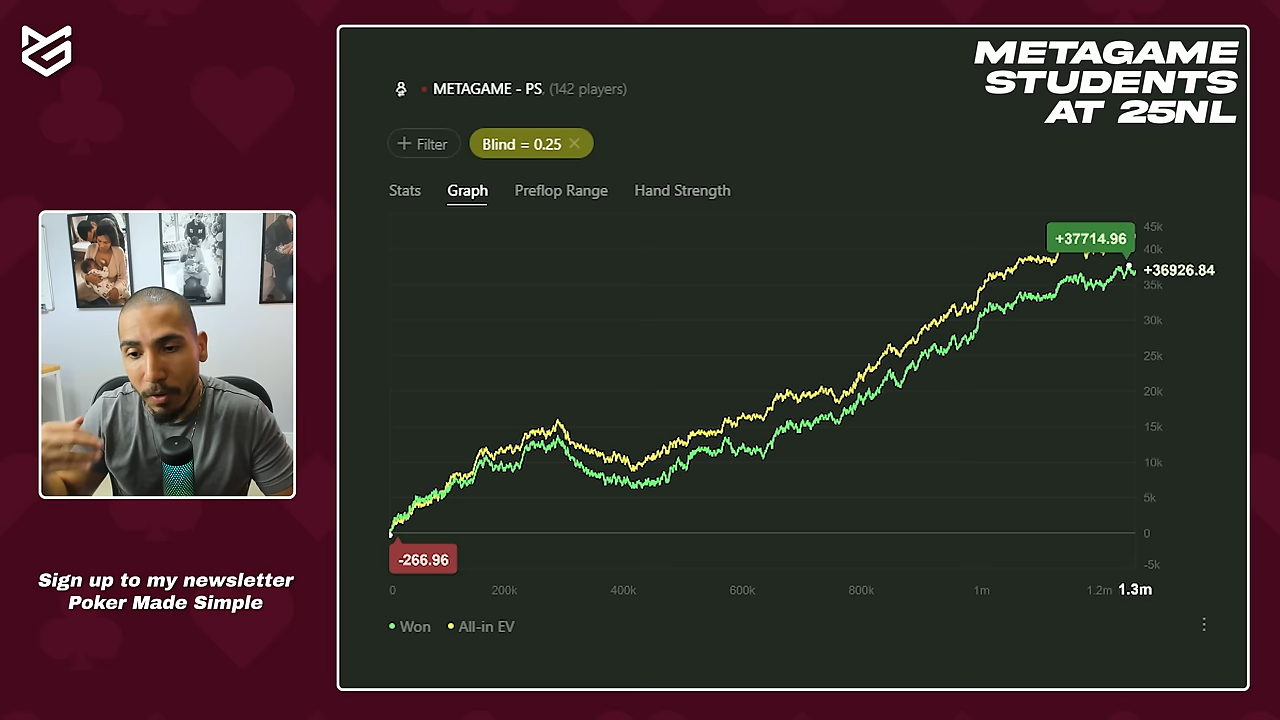 METAGAME
STUDENTS
AT 25NL
METAGAME - PS (142 players)
+ Filter
Blind = 0.25 ×
Stats Graph Preflop Range Hand Strength
+37714.96
45k
40k
+36926.84
35k
30k
25k
20k
15k
10k
5k
0
-266.96
-5k
0 200k 400k 600k 800k 1m 1.2m 1.3m
Won All-in EV
Sign up to my newsletter
Poker Made Simple